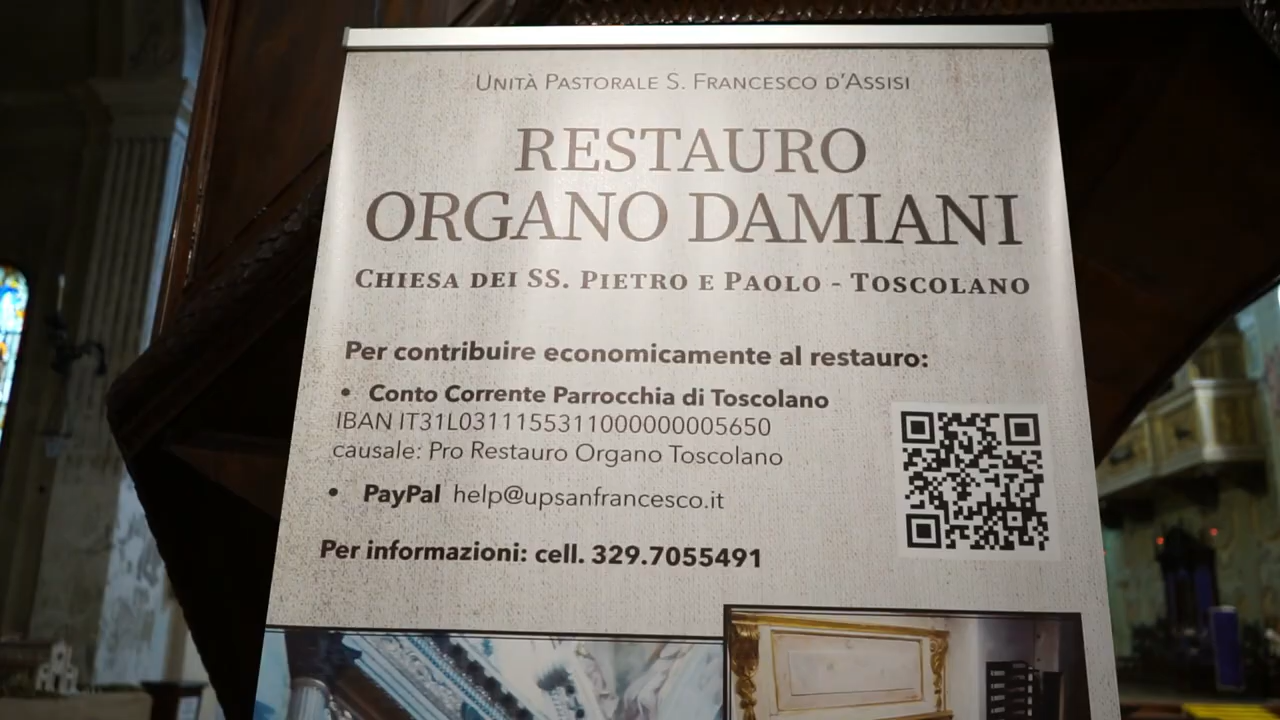 Unità Pastorale S. Francesco d'Assisi
RESTAURO
ORGANO DAMIANI
Chiesa dei SS. Pietro e Paolo - Toscolano
Per contribuire economicamente al restauro:
• Conto Corrente Parrocchia di Toscolano
IBAN IT31L0311155311000000005650
causale: Pro Restauro Organo Toscolano
• PayPal help@upsanfrancesco.it
Per informazioni: cell. 329.7055491